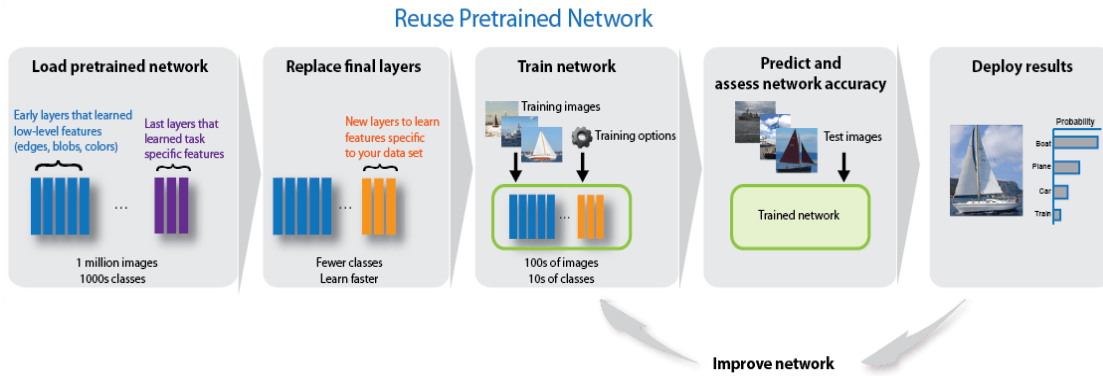 Reuse Pretrained Network
Load pretrained network
Early layers that learned
low-level features
(edges, blobs, colors)
Last layers that
learned task
specific features
...
1 million images
1000s classes
Replace final layers
New layers to learn
features specific
to your data set
...
Fewer classes
Learn faster
Train network
Training images
Training options
...
100s of images
10s of classes
Predict and
assess network accuracy
Test images
Trained network
Deploy results
Probability
Boat
Plane
Car
Train
Improve network